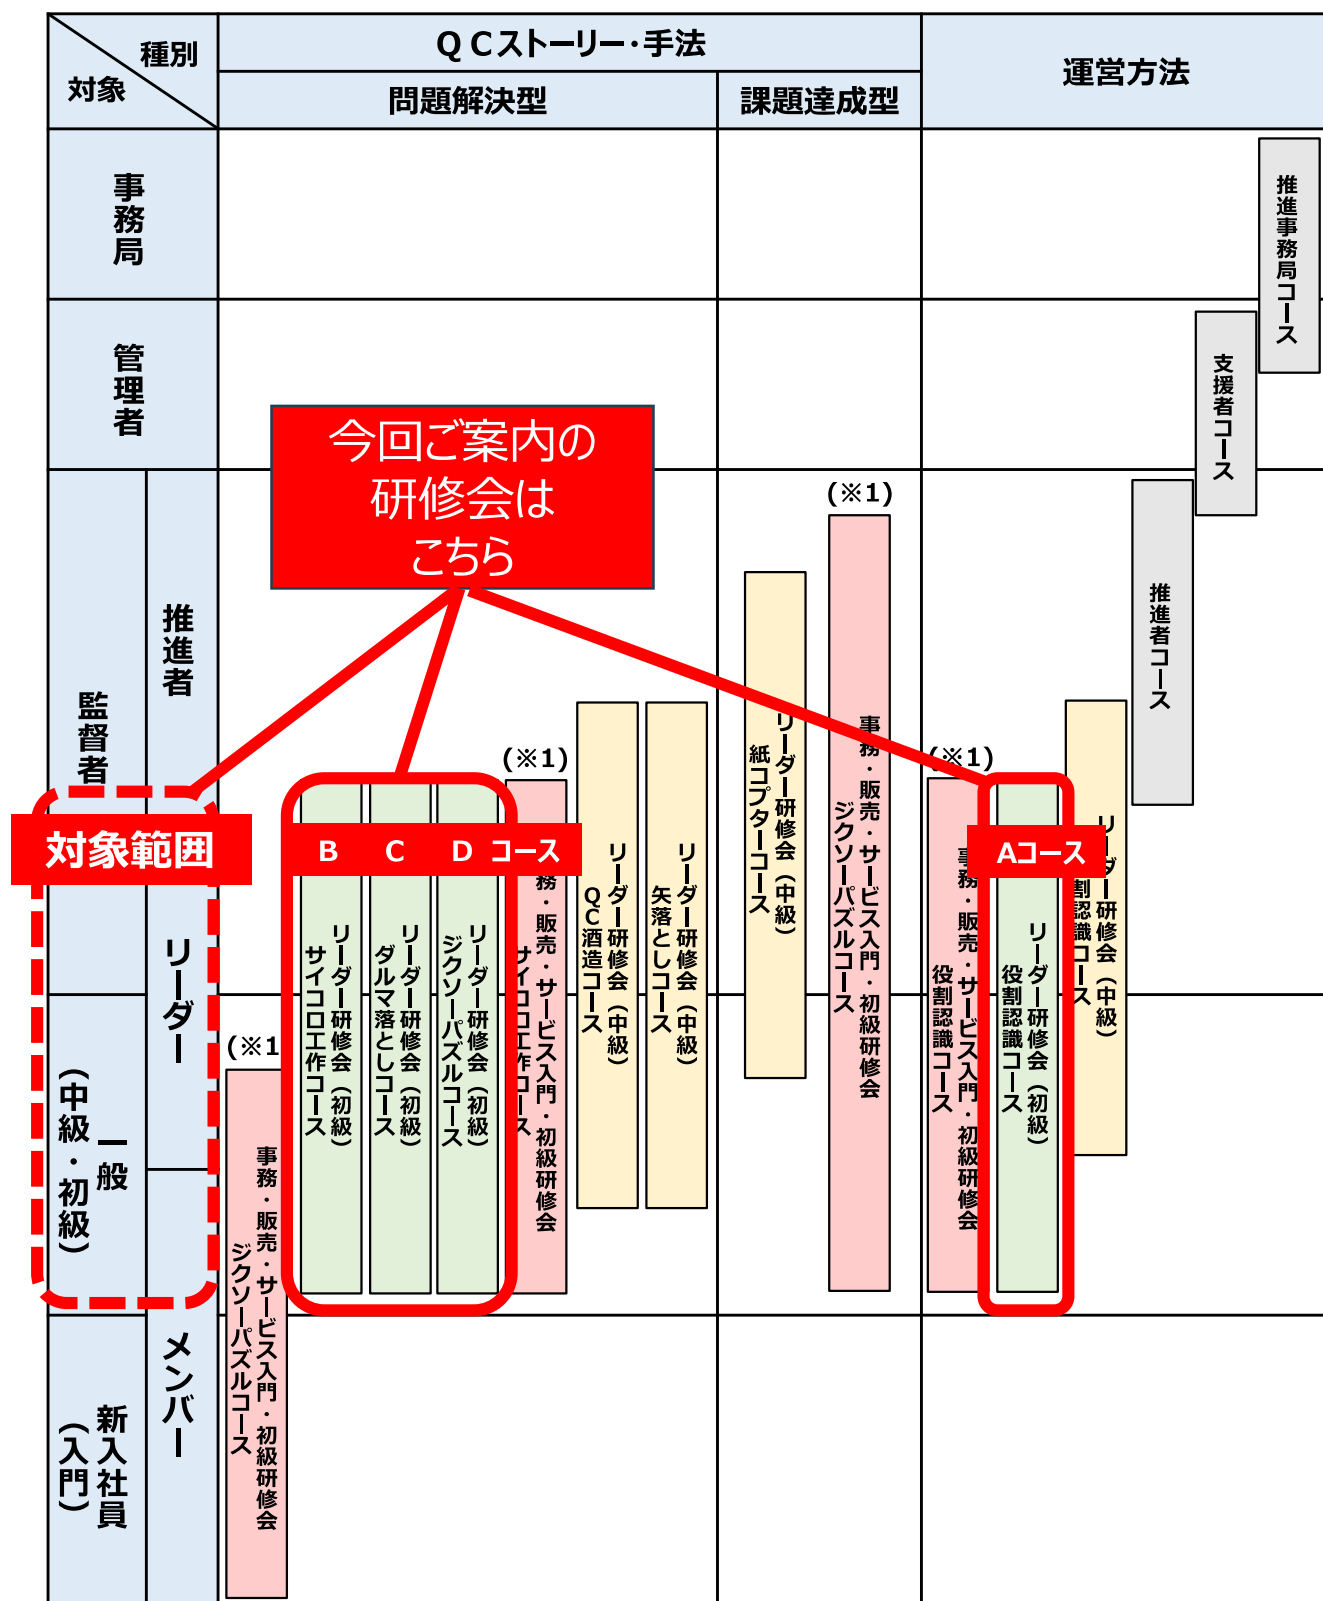 種別
対象
ＱＣストーリー・手法
運営方法
問題解決型
課題達成型
事務局
管理者
監督者
推進者
リーダー
一般
（中級・初級）
メンバー
新入社員
（入門）
今回ご案内の
研修会は
こちら
対象範囲
B C D コース
Aコース
(※1
事務・販売・サービス入門・初級研修会
ジクソーパズルコース
リーダー研修会（初級）
サイコロ工作コース
リーダー研修会（初級）
ダルマ落としコース
リーダー研修会（初級）
ジクソーパズルコース
(※1)
務・販売・サービス入門・初級研修会
サイコロ工作コース
リーダー研修会（中級）
ＱＣ酒造コース
リーダー研修会（中級）
矢落としコース
リーダー研修会（中級）
紙コプターコース
(※1)
事務・販売・サービス入門・初級研修会
ジクソーパズルコース
(※1)
事務・販売・サービス入門・初級研修会
役割認識コース
リーダー研修会（初級）
役割認識コース
リーダー研修会（中級）
割認識コース
推進者コース
支援者コース
推進事務局コース